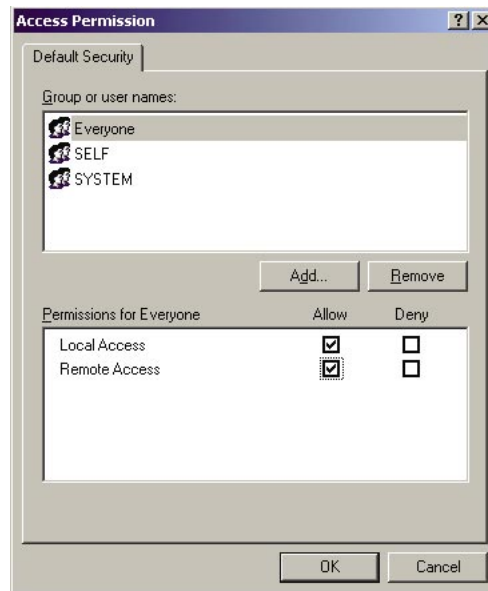 Access Permission
Default Security
Group or user names:
Everyone
SELF
SYSTEM
Add... Remove
Permissions for Everyone Allow Deny
Local Access
Remote Access
OK Cancel